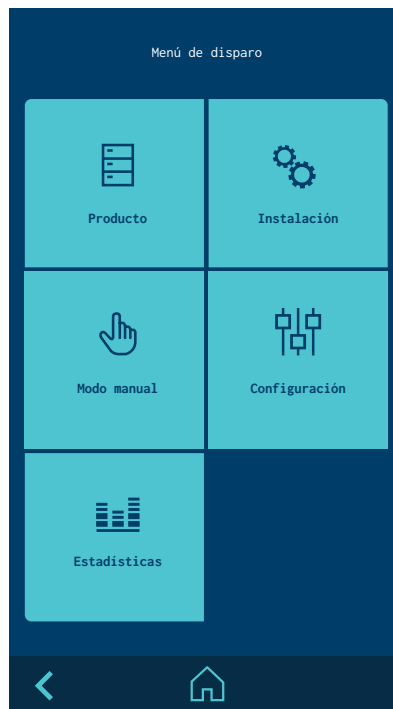 Menú de disparo
Producto
Instalación
Modo manual
Configuración
Estadísticas